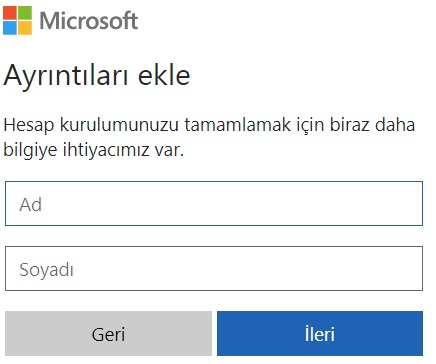 Microsoft
Ayrıntıları ekle
Hesap kurulumunuzu tamamlamak için biraz daha
bilgiye ihtiyacımız var.
Ad
Soyadı
Geri
İleri